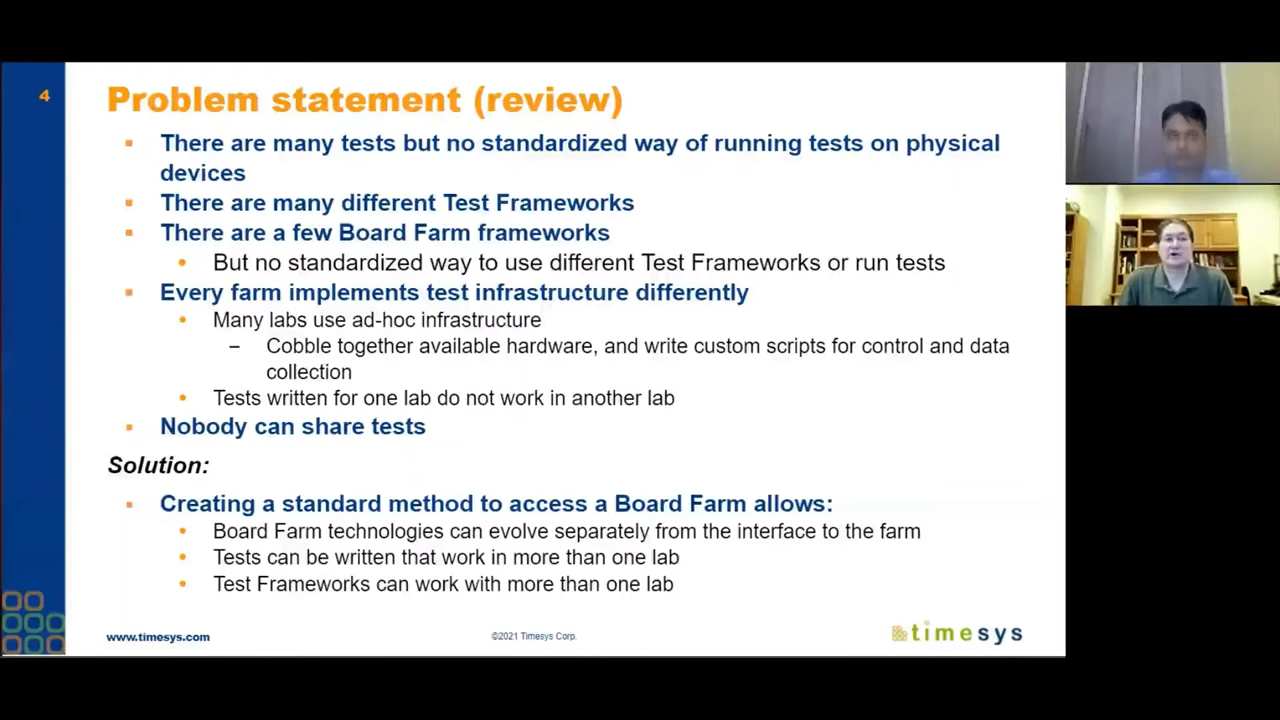 4
Problem statement (review)
▪ There are many tests but no standardized way of running tests on physical
devices
▪ There are many different Test Frameworks
▪ There are a few Board Farm frameworks
• But no standardized way to use different Test Frameworks or run tests
▪ Every farm implements test infrastructure differently
• Many labs use ad-hoc infrastructure
– Cobble together available hardware, and write custom scripts for control and data
collection
• Tests written for one lab do not work in another lab
▪ Nobody can share tests
Solution:
▪ Creating a standard method to access a Board Farm allows:
• Board Farm technologies can evolve separately from the interface to the farm
• Tests can be written that work in more than one lab
• Test Frameworks can work with more than one lab
www.timesys.com
©2021 Timesys Corp.
timesys